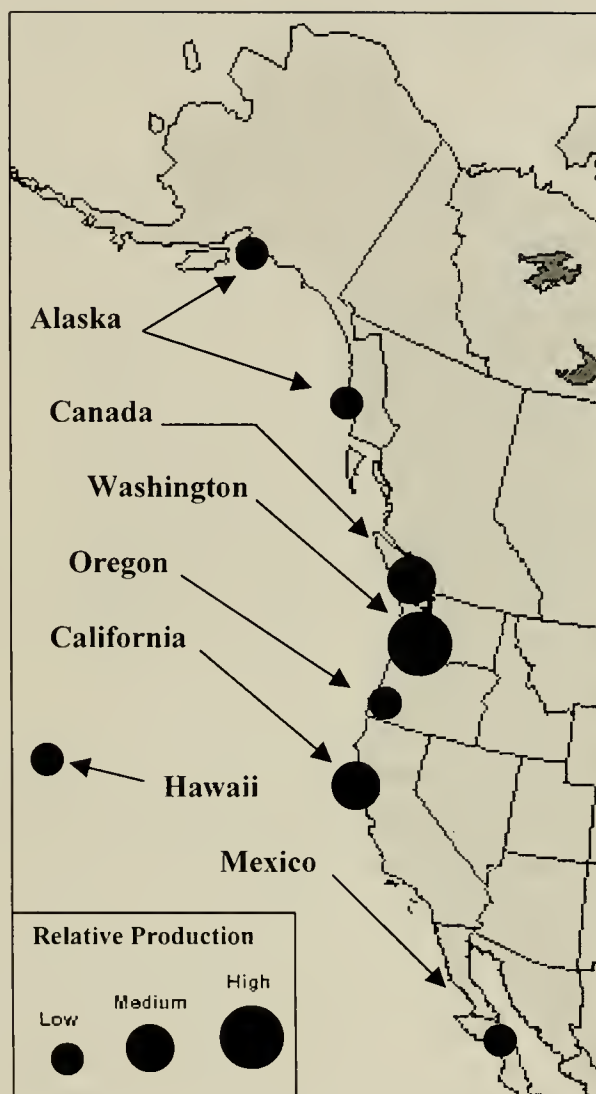 Alaska
Canada
Washington
Oregon
California
Hawaii
Mexico
Relative Production
Low
Medium
High